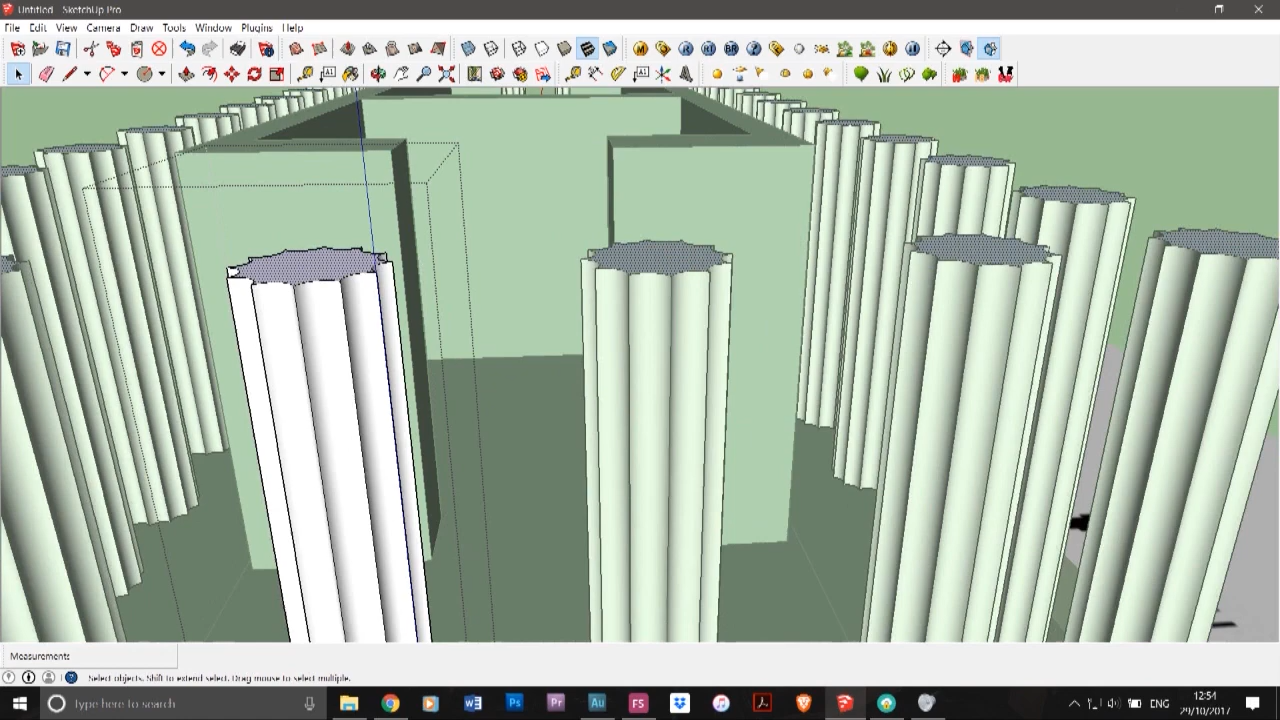 Untitled - SketchUp Pro
File Edit View Camera Draw Tools Window Plugins Help
Measurements
Select objects. Shift to extend select. Drag mouse to select multiple.
Type here to search
ENG
12:54
29/10/2017